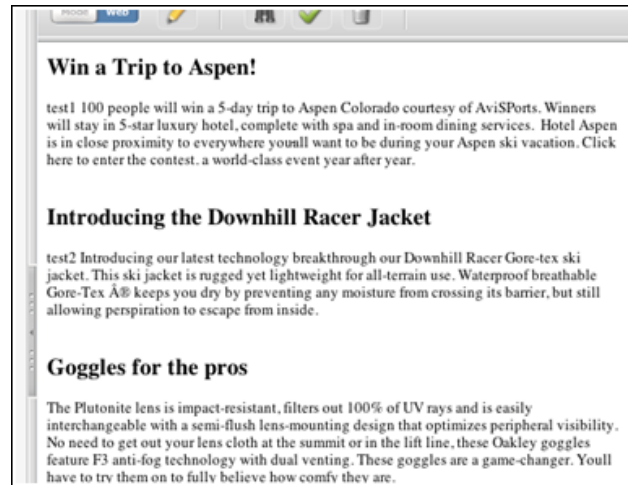 Mode Web
Win a Trip to Aspen!
test1 100 people will win a 5-day trip to Aspen Colorado courtesy of AviSPorts. Winners
will stay in 5-star luxury hotel, complete with spa and in-room dining services.  Hotel Aspen
is in close proximity to everywhere youall want to be during your Aspen ski vacation. Click
here to enter the contest. a world-class event year after year.
Introducing the Downhill Racer Jacket
test2 Introducing our latest technology breakthrough our Downhill Racer Gore-tex ski
jacket. This ski jacket is rugged yet lightweight for all-terrain use. Waterproof breathable
Gore-Tex Â® keeps you dry by preventing any moisture from crossing its barrier, but still
allowing perspiration to escape from inside.
Goggles for the pros
The Plutonite lens is impact-resistant, filters out 100% of UV rays and is easily
interchangeable with a semi-flush lens-mounting design that optimizes peripheral visibility.
No need to get out your lens cloth at the summit or in the lift line, these Oakley goggles
feature F3 anti-fog technology with dual venting. These goggles are a game-changer. Youll
have to try them on to fully believe how comfy they are.